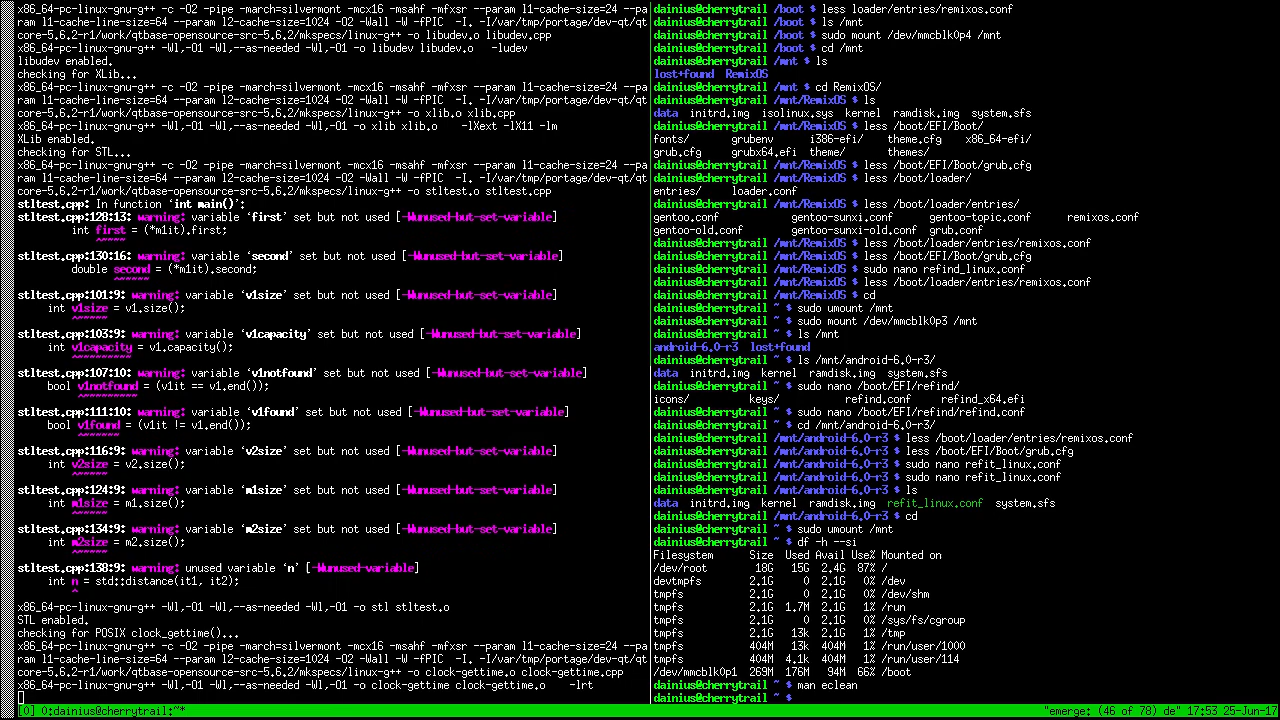 x86_64-pc-linux-gnu-g++ -c -O2 -pipe -march=silvermont -mcx16 -msahf -mfxsr --param l1-cache-size=24 --pa
ram l1-cache-line-size=1024 -O2 -Wall -W -fPIC  -I. -I/var/tmp/portage/dev-qt/qt
core-5.6.2-r1/work/qtbase-opensource-src-5.6.2/mkspecs/linux-g++ -o libudev.o libudev.cpp
x86_64-pc-linux-gnu-g++ -Wl,-O1 -Wl,--as-needed -Wl,-O1 -o libudev libudev.o   -ludev
libudev enabled.
checking for XLib...
x86_64-pc-linux-gnu-g++ -c -O2 -pipe -march=silvermont -mcx16 -msahf -mfxsr --param l1-cache-size=24 --pa
ram l1-cache-line-size=1024 -O2 -Wall -W -fPIC  -I. -I/var/tmp/portage/dev-qt/qt
core-5.6.2-r1/work/qtbase-opensource-src-5.6.2/mkspecs/linux-g++ -o xlib.o xlib.cpp
x86_64-pc-linux-gnu-g++ -Wl,-O1 -Wl,--as-needed -Wl,-O1 -o xlib xlib.o    -lXext -lX11 -lm
XLib enabled.
checking for STL...
x86_64-pc-linux-gnu-g++ -c -O2 -pipe -march=silvermont -mcx16 -msahf -mfxsr --param l1-cache-size=24 --pa
ram l1-cache-line-size=1024 -O2 -Wall -W -fPIC  -I. -I/var/tmp/portage/dev-qt/qt
core-5.6.2-r1/work/qtbase-opensource-src-5.6.2/mkspecs/linux-g++ -o stltest.o stltest.cpp
stltest.cpp: In function ‘int main()’:
stltest.cpp:128:13: warning: variable ‘first’ set but not used [-Wunused-but-set-variable]
int first = (*m1it).first;
^~~~~
stltest.cpp:130:16: warning: variable ‘second’ set but not used [-Wunused-but-set-variable]
double second = (*m1it).second;
^~~~~~
stltest.cpp:101:9: warning: variable ‘v1size’ set but not used [-Wunused-but-set-variable]
int v1size = v1.size();
^~~~~~
stltest.cpp:103:9: warning: variable ‘v1capacity’ set but not used [-Wunused-but-set-variable]
int v1capacity = v1.capacity();
^~~~~~~~~~
stltest.cpp:107:10: warning: variable ‘v1notfound’ set but not used [-Wunused-but-set-variable]
bool v1notfound = (v1it == v1.end());
^~~~~~~~~~
stltest.cpp:111:10: warning: variable ‘v1found’ set but not used [-Wunused-but-set-variable]
bool v1found = (v1it != v1.end());
^~~~~~~
stltest.cpp:116:9: warning: variable ‘v2size’ set but not used [-Wunused-but-set-variable]
int v2size = v2.size();
^~~~~~
stltest.cpp:124:9: warning: variable ‘m1size’ set but not used [-Wunused-but-set-variable]
int m1size = m1.size();
^~~~~~
stltest.cpp:134:9: warning: variable ‘m2size’ set but not used [-Wunused-but-set-variable]
int m2size = m2.size();
^~~~~~
stltest.cpp:138:9: warning: unused variable ‘n’ [-Wunused-variable]
int n = std::distance(it1, it2);
^
x86_64-pc-linux-gnu-g++ -Wl,-O1 -Wl,--as-needed -Wl,-O1 -o stl stltest.o
STL enabled.
checking for POSIX clock_gettime()...
x86_64-pc-linux-gnu-g++ -c -O2 -pipe -march=silvermont -mcx16 -msahf -mfxsr --param l1-cache-size=24 --pa
ram l1-cache-line-size=1024 -O2 -Wall -W -fPIC  -I. -I/var/tmp/portage/dev-qt/qt
core-5.6.2-r1/work/qtbase-opensource-src-5.6.2/mkspecs/linux-g++ -o clock-gettime.o clock-gettime.cpp
x86_64-pc-linux-gnu-g++ -Wl,-O1 -Wl,--as-needed -Wl,-O1 -o clock-gettime clock-gettime.o    -lrt
dainius@cherrytrail /boot $ less loader/entries/remixos.conf
dainius@cherrytrail /boot $ ls /mnt
dainius@cherrytrail /boot $ sudo mount /dev/mmcblk0p4 /mnt
dainius@cherrytrail /boot $ cd /mnt
dainius@cherrytrail /mnt $ ls
lost+found  RemixOS
dainius@cherrytrail /mnt $ cd RemixOS/
dainius@cherrytrail /mnt/RemixOS $ ls
data  initrd.img  isolinux.sys  kernel  ramdisk.img  system.sfs
dainius@cherrytrail /mnt/RemixOS $ less /boot/EFI/Boot/
fonts/       grubenv      i386-efi/    theme.cfg    x86_64-efi/
grub.cfg     grubx64.efi  theme/       themes/
dainius@cherrytrail /mnt/RemixOS $ less /boot/EFI/Boot/grub.cfg
dainius@cherrytrail /mnt/RemixOS $ less /boot/loader/
entries/     loader.conf
dainius@cherrytrail /mnt/RemixOS $ less /boot/loader/entries/
gentoo.conf            gentoo-sunxi.conf      gentoo-topic.conf      remixos.conf
gentoo-old.conf        gentoo-sunxi-old.conf  grub.conf
dainius@cherrytrail /mnt/RemixOS $ less /boot/loader/entries/remixos.conf
dainius@cherrytrail /mnt/RemixOS $ less /boot/EFI/Boot/grub.cfg
dainius@cherrytrail /mnt/RemixOS $ sudo nano refind_linux.conf
dainius@cherrytrail /mnt/RemixOS $ less /boot/loader/entries/remixos.conf
dainius@cherrytrail /mnt/RemixOS $ cd
dainius@cherrytrail ~ $ sudo umount /mnt
dainius@cherrytrail ~ $ sudo mount /dev/mmcblk0p3 /mnt
dainius@cherrytrail ~ $ ls /mnt
android-6.0-r3  lost+found
dainius@cherrytrail ~ $ ls /mnt/android-6.0-r3/
data  initrd.img  kernel  ramdisk.img  system.sfs
dainius@cherrytrail ~ $ sudo nano /boot/EFI/refind/
icons/          keys/           refind.conf     refind_x64.efi
dainius@cherrytrail ~ $ sudo nano /boot/EFI/refind/refind.conf
dainius@cherrytrail ~ $ cd /mnt/android-6.0-r3/
dainius@cherrytrail /mnt/android-6.0-r3 $ less /boot/loader/entries/remixos.conf
dainius@cherrytrail /mnt/android-6.0-r3 $ less /boot/EFI/Boot/grub.cfg
dainius@cherrytrail /mnt/android-6.0-r3 $ sudo nano refit_linux.conf
dainius@cherrytrail /mnt/android-6.0-r3 $ sudo nano refit_linux.conf
dainius@cherrytrail /mnt/android-6.0-r3 $ ls
data  initrd.img  kernel  ramdisk.img  refit_linux.conf  system.sfs
dainius@cherrytrail /mnt/android-6.0-r3 $ cd
dainius@cherrytrail ~ $ sudo umount /mnt
dainius@cherrytrail ~ $ df -h --si
Filesystem      Size  Used Avail Use% Mounted on
/dev/root        18G   15G  2.4G  87% /
devtmpfs        2.1G     0  2.1G   0% /dev
tmpfs           2.1G     0  2.1G   0% /dev/shm
tmpfs           2.1G  1.7M  2.1G   1% /run
tmpfs           2.1G     0  2.1G   0% /sys/fs/cgroup
tmpfs           2.1G   13k  2.1G   1% /tmp
tmpfs           404M   13k  404M   1% /run/user/1000
tmpfs           404M  4.1k  404M   1% /run/user/114
/dev/mmcblk0p1  269M  176M   94M  66% /boot
dainius@cherrytrail ~ $ man eclean
dainius@cherrytrail ~ $
[0] 0:dainius@cherrytrail:~*    "emerge: (46 of 78) de" 17:53 25-Jun-17